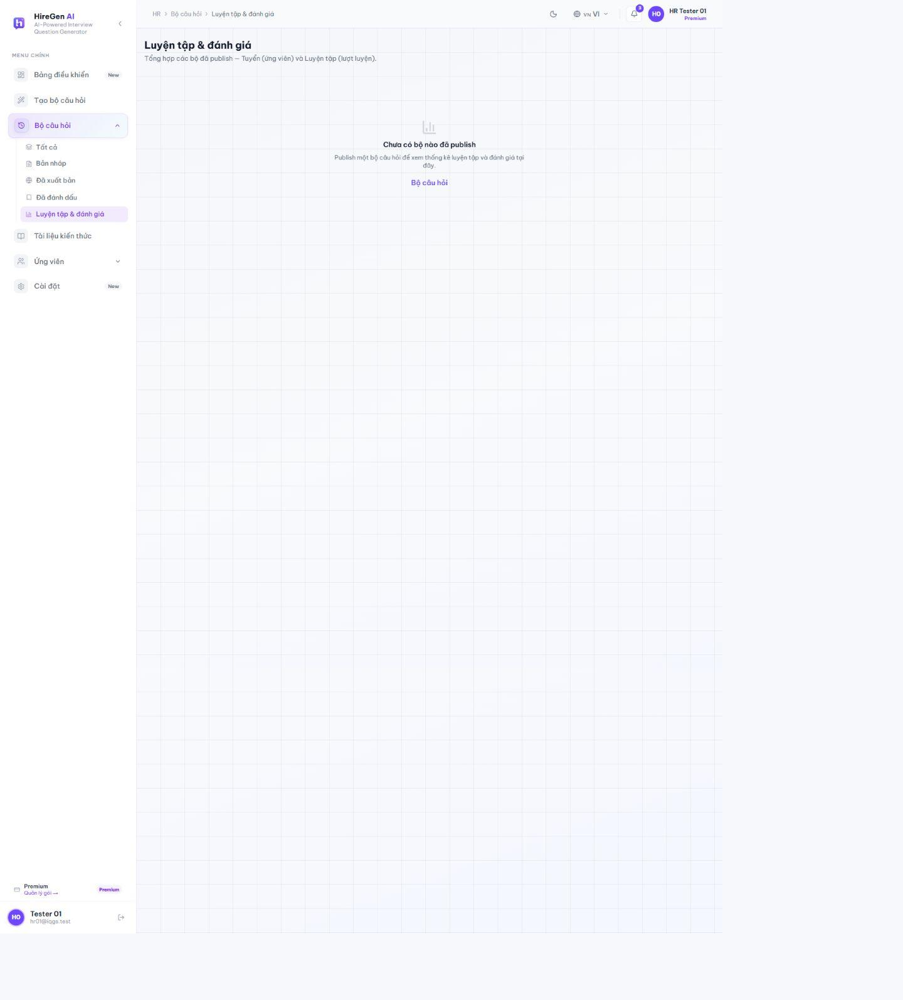 HireGen AI
AI-Powered Interview
Question Generator
MENU CHÍNH
Bảng điều khiển
New
Tạo bộ câu hỏi
Bộ câu hỏi
Tất cả
Bản nháp
Đã xuất bản
Đã đánh dấu
Luyện tập & đánh giá
Tài liệu kiến thức
Ứng viên
Cài đặt
New
Premium
Quản lý gói →
Premium
H0
Tester 01
hr01@iqgs.test
HR > Bộ câu hỏi > Luyện tập & đánh giá
VN VI
3
H0
HR Tester 01
Premium
Luyện tập & đánh giá
Tổng hợp các bộ đã publish — Tuyển (ứng viên) và Luyện tập (lượt luyện).
Chưa có bộ nào đã publish
Publish một bộ câu hỏi để xem thống kê luyện tập và đánh giá tại
đây.
Bộ câu hỏi